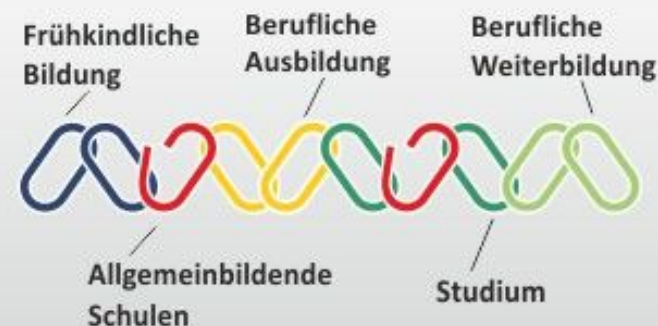 Frühkindliche
Bildung
Berufliche
Ausbildung
Berufliche
Weiterbildung
Allgemeinbildende
Schulen
Studium